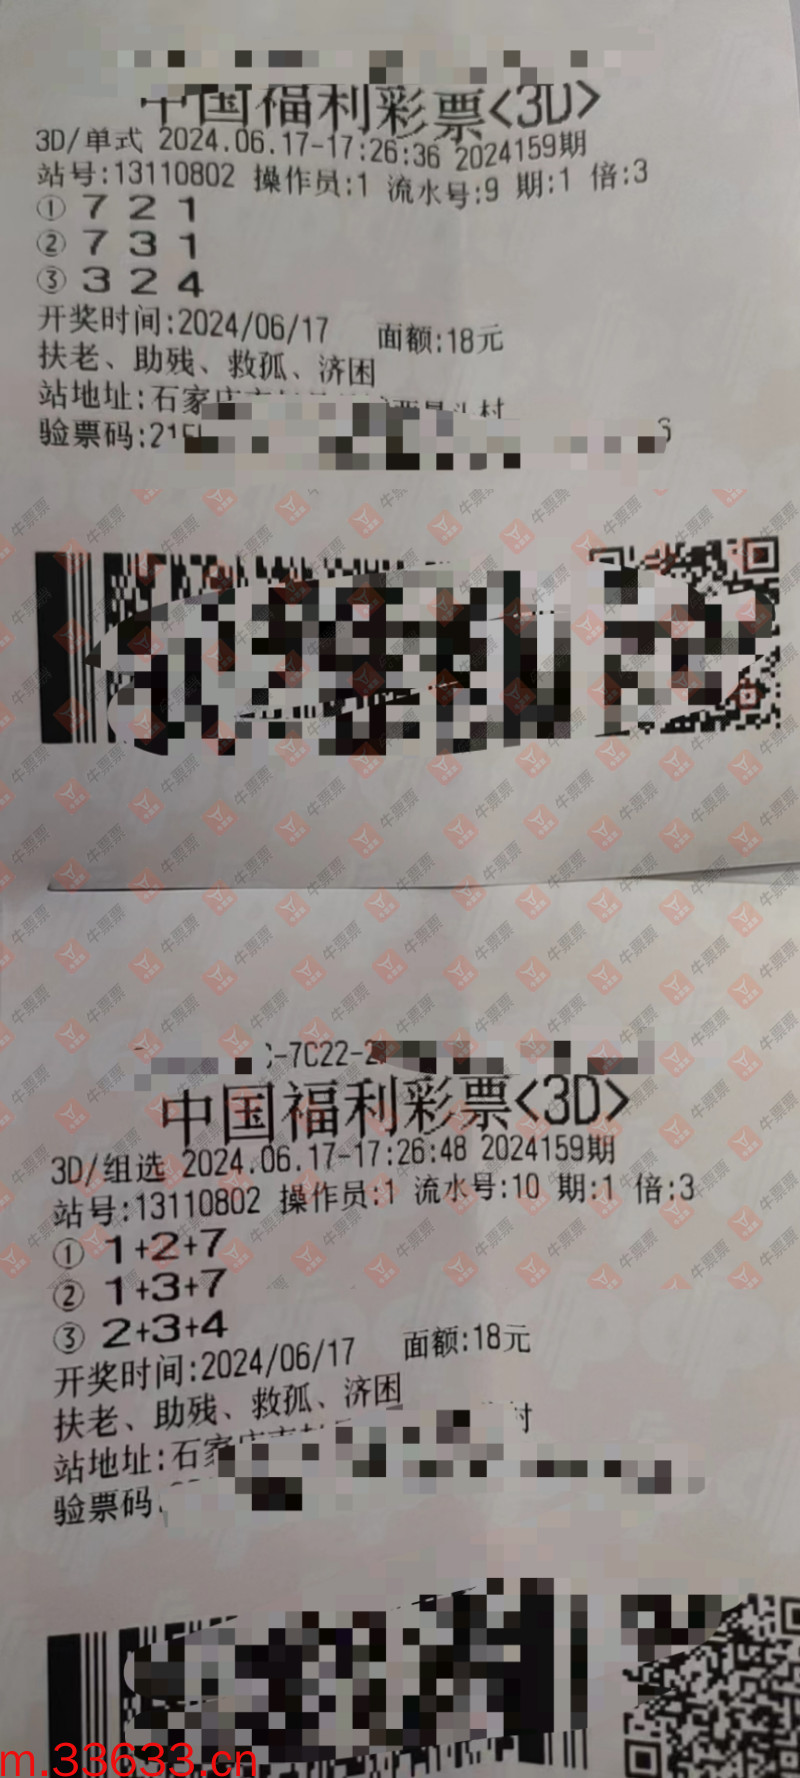 中国福利彩票<3D>
3D/单式 2024.06.17-17:26:36 2024159期
站号:13110802 操作员:1 流水号:9 期:1 倍:3
① 7 2 1
② 7 3 1
③ 3 2 4
开奖时间:2024/06/17 面额:18元
扶老、助残、救孤、济困
站地址:石家
验票码:2
牛票票
-7C22-2
中国福利彩票<3D>
3D/组选 2024.06.17-17:26:48 2024159期
站号:13110802 操作员:1 流水号:10 期:1 倍:3
① 1+2+7
② 1+3+7
③ 2+3+4
开奖时间:2024/06/17 面额:18元
扶老、助残、救孤、济困
站地址:石家 村
验票码:
m.33633.cn